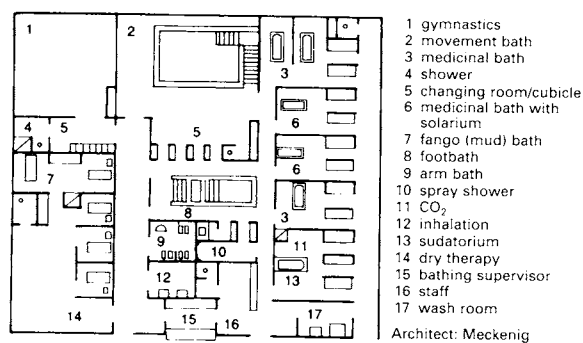 1
2
3
4
5
5
6
6
7
3
8
9
10
11
12
13
14
15
16
17
1 gymnastics
2 movement bath
3 medicinal bath
4 shower
5 changing room/cubicle
6 medicinal bath with
solarium
7 fango (mud) bath
8 footbath
9 arm bath
10 spray shower
11 CO2
12 inhalation
13 sudatorium
14 dry therapy
15 bathing supervisor
16 staff
17 wash room
Architect: Meckenig